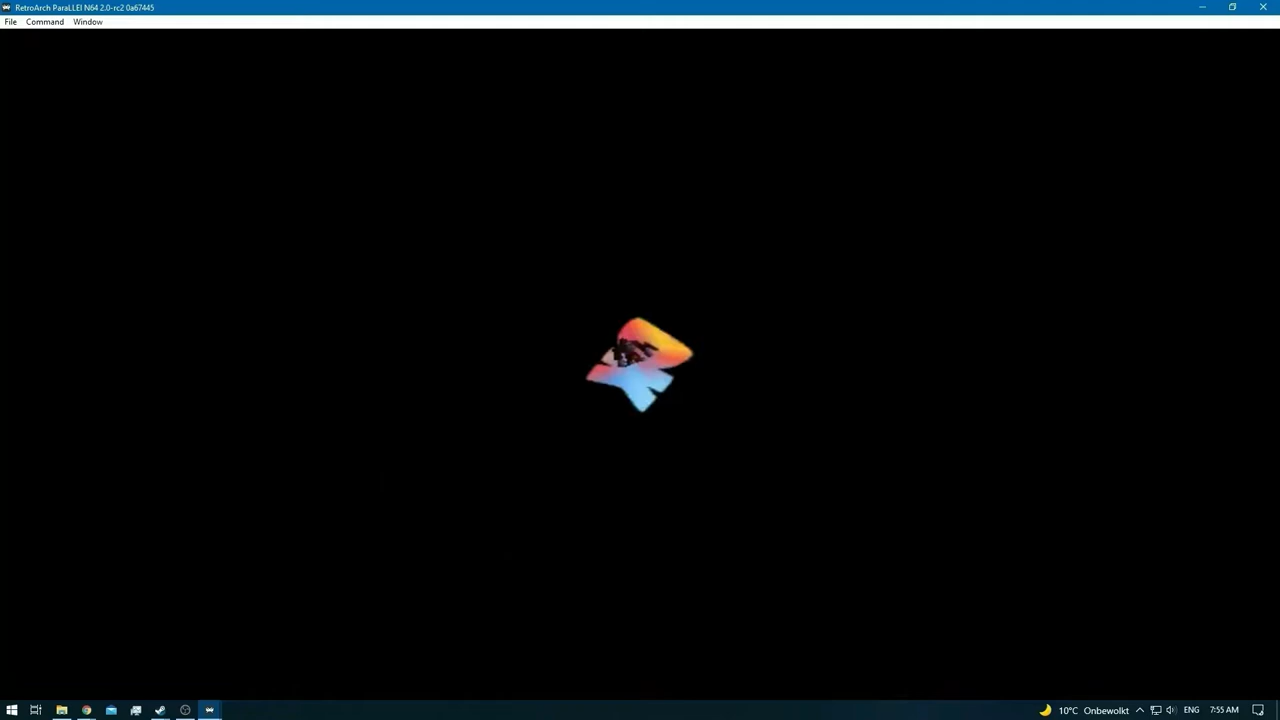 RetroArch ParaLLEl N64 2.0-rc2 0a67445
File Command Window
10°C Onbewolkt ENG 7:55 AM